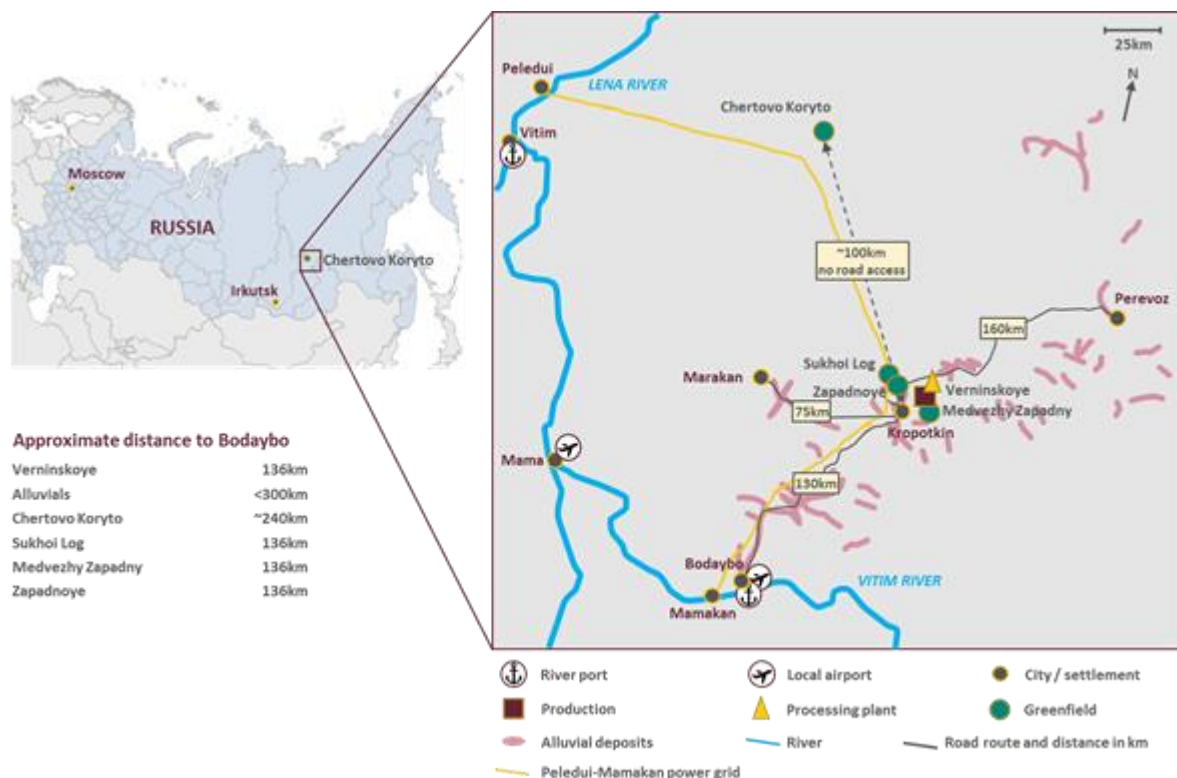 Moscow
RUSSIA
Chertovo Koryto
Irkutsk
Approximate distance to Bodaybo
Verninskoye 136km
Alluvials <300km
Chertovo Koryto ~240km
Sukhoi Log 136km
Medvezhy Zapadny 136km
Zapadnoye 136km
25km
N
Peledui
LENA RIVER
Chertovo Koryto
Vitim
~100km
no road access
Perevoz
160km
Sukhoi Log
Marakan
Zapadnoye
Verninskoye
75km
Medvezhy Zapadny
Kropotkin
Mama
130km
Bodaybo
VITIM RIVER
Mamakan
River port
Local airport
City / settlement
Production
Processing plant
Greenfield
Alluvial deposits
River
Road route and distance in km
Peledui-Mamakan power grid